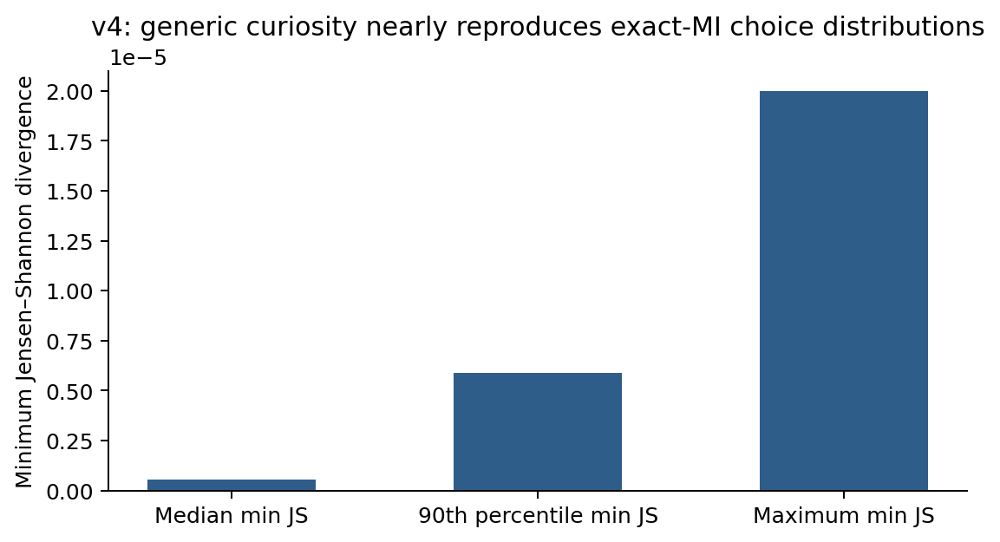 v4: generic curiosity nearly reproduces exact-MI choice distributions
1e−5
Minimum Jensen–Shannon divergence
2.00
1.75
1.50
1.25
1.00
0.75
0.50
0.25
0.00
Median min JS
90th percentile min JS
Maximum min JS